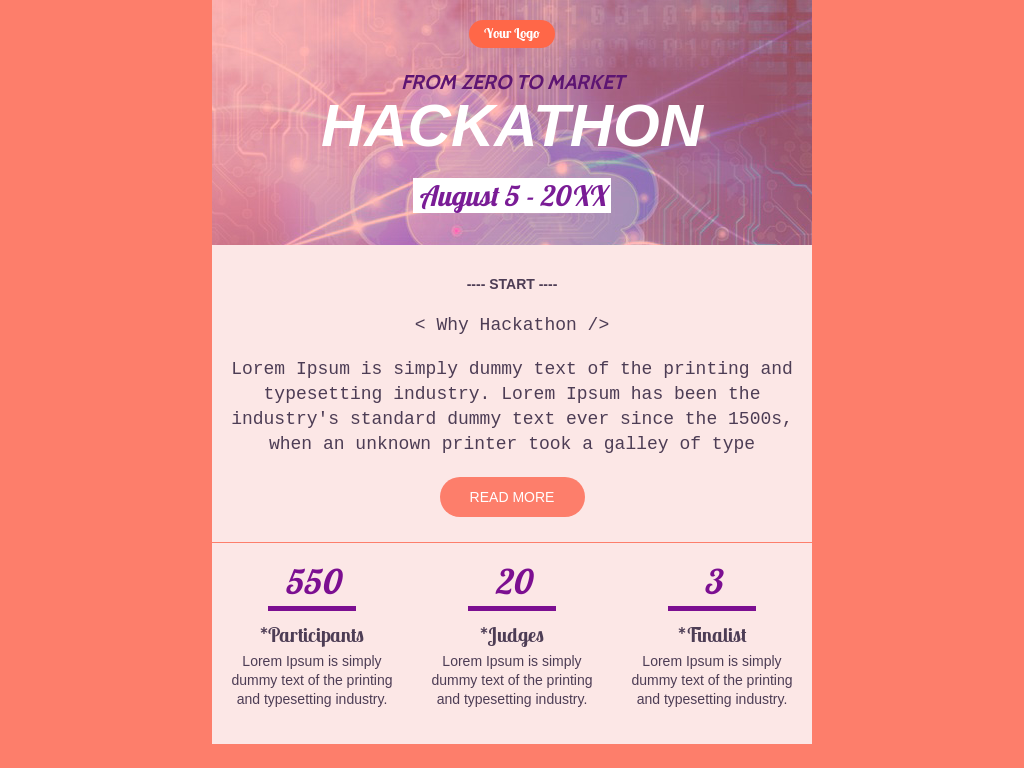 Your Logo
FROM ZERO TO MARKET
HACKATHON
August 5 - 20XX
---- START ----
< Why Hackathon />
Lorem Ipsum is simply dummy text of the printing and
typesetting industry. Lorem Ipsum has been the
industry's standard dummy text ever since the 1500s,
when an unknown printer took a galley of type
READ MORE
550
20
3
*Participants
*Judges
*Finalist
Lorem Ipsum is simply
dummy text of the printing
and typesetting industry.
Lorem Ipsum is simply
dummy text of the printing
and typesetting industry.
Lorem Ipsum is simply
dummy text of the printing
and typesetting industry.